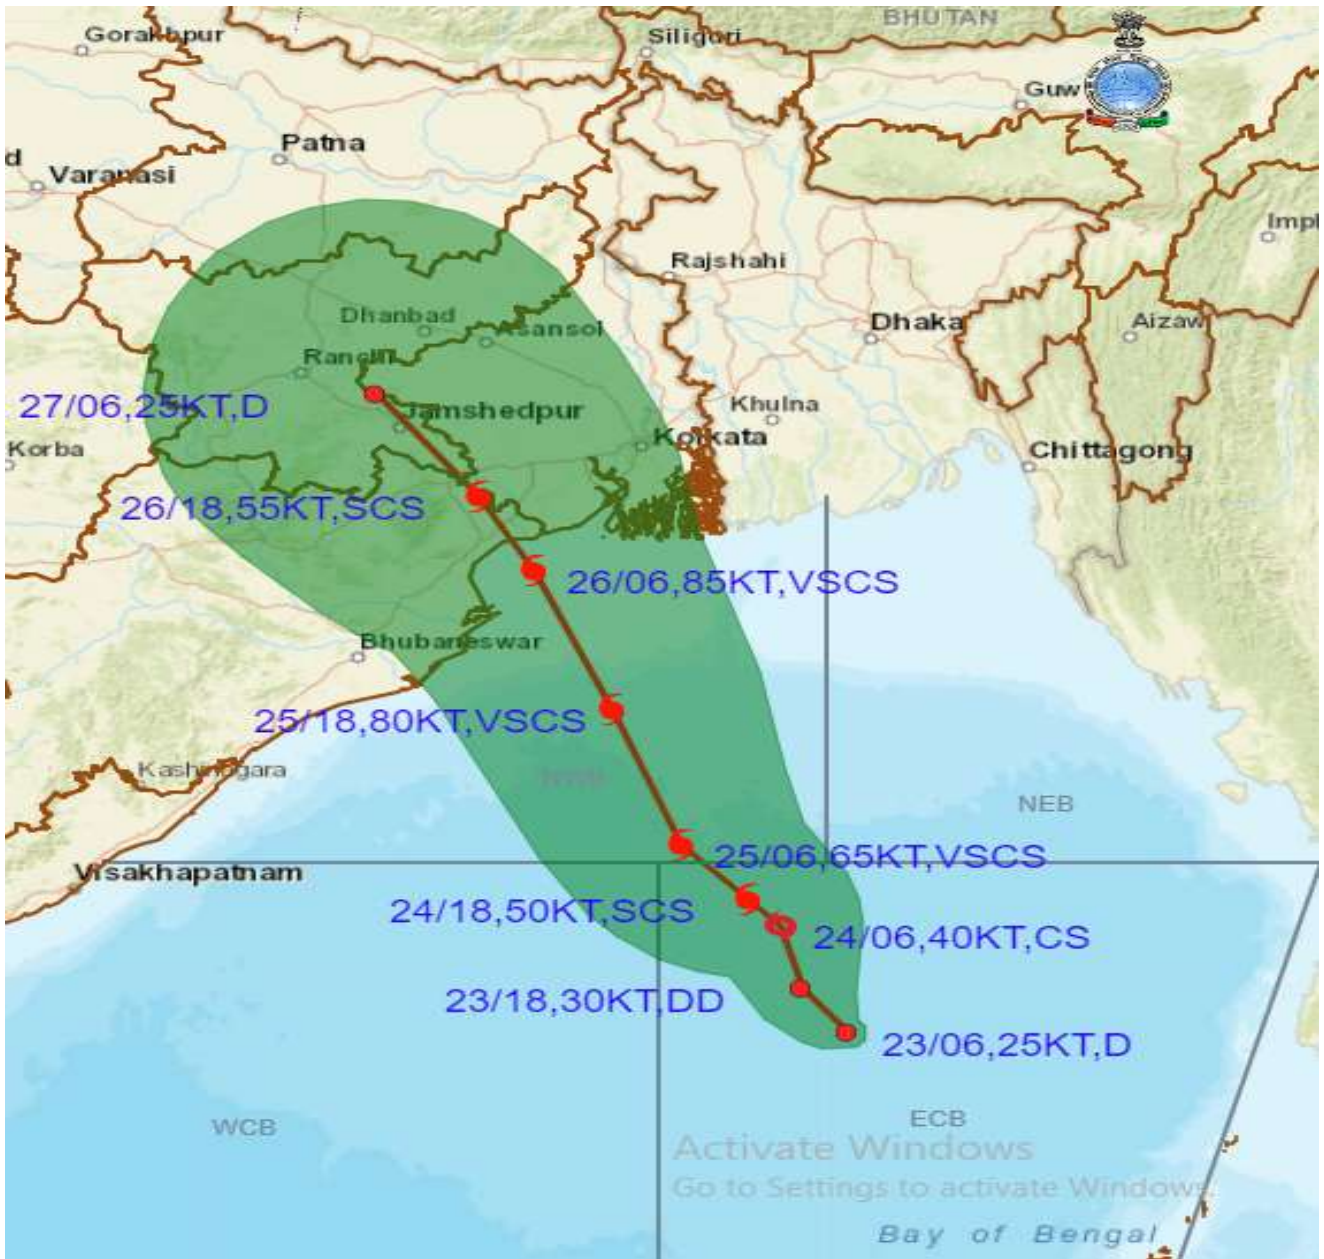 BHUTAN
Gorakhpur
Siliguri
Guw
Patna
d
Varanasi
Imph
Rajshahi
Dhanbad
Asansol
Dhaka
Aizaw
Ranchi
27/06,25KT,D
Jamshedpur
Khulna
Kolkata
Korba
Chittagong
26/18,55KT,SCS
26/06,85KT,VSCS
Bhubaneswar
25/18,80KT,VSCS
NWB
NEB
25/06,65KT,VSCS
Visakhapatnam
24/18,50KT,SCS
24/06,40KT,CS
23/18,30KT,DD
23/06,25KT,D
WCB
ECB
Activate Windows
Go to Settings to activate Windows.
Bay of Bengal